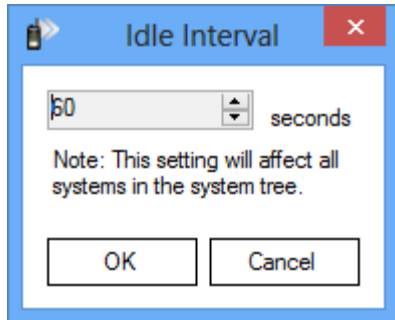 Idle Interval
60 seconds
Note: This setting will affect all
systems in the system tree.
OK Cancel